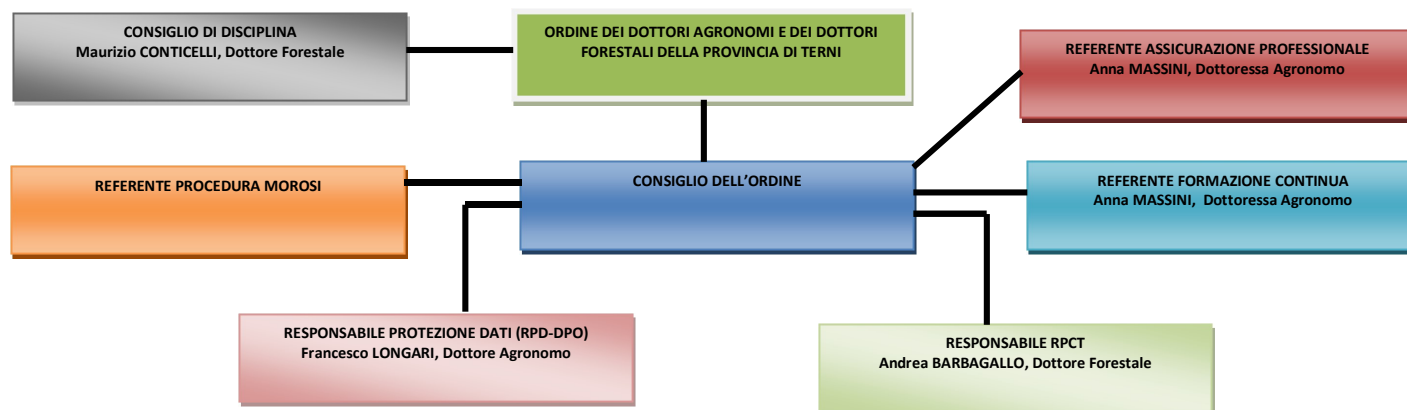 CONSIGLIO DI DISCIPLINA
Maurizio CONTICELLI, Dottore Forestale
ORDINE DEI DOTTORI AGRONOMI E DEI DOTTORI
FORESTALI DELLA PROVINCIA DI TERNI
REFERENTE ASSICURAZIONE PROFESSIONALE
Anna MASSINI, Dottoressa Agronomo
REFERENTE PROCEDURA MOROSI
CONSIGLIO DELL’ORDINE
REFERENTE FORMAZIONE CONTINUA
Anna MASSINI, Dottoressa Agronomo
RESPONSABILE PROTEZIONE DATI (RPD-DPO)
Francesco LONGARI, Dottore Agronomo
RESPONSABILE RPCT
Andrea BARBAGALLO, Dottore Forestale